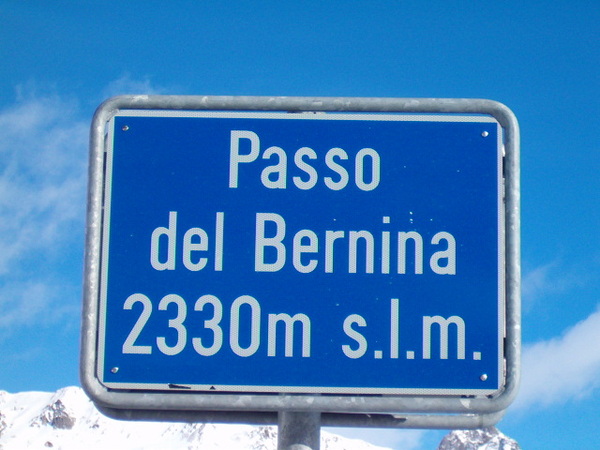 Passo
del Bernina
2330m s.l.m.